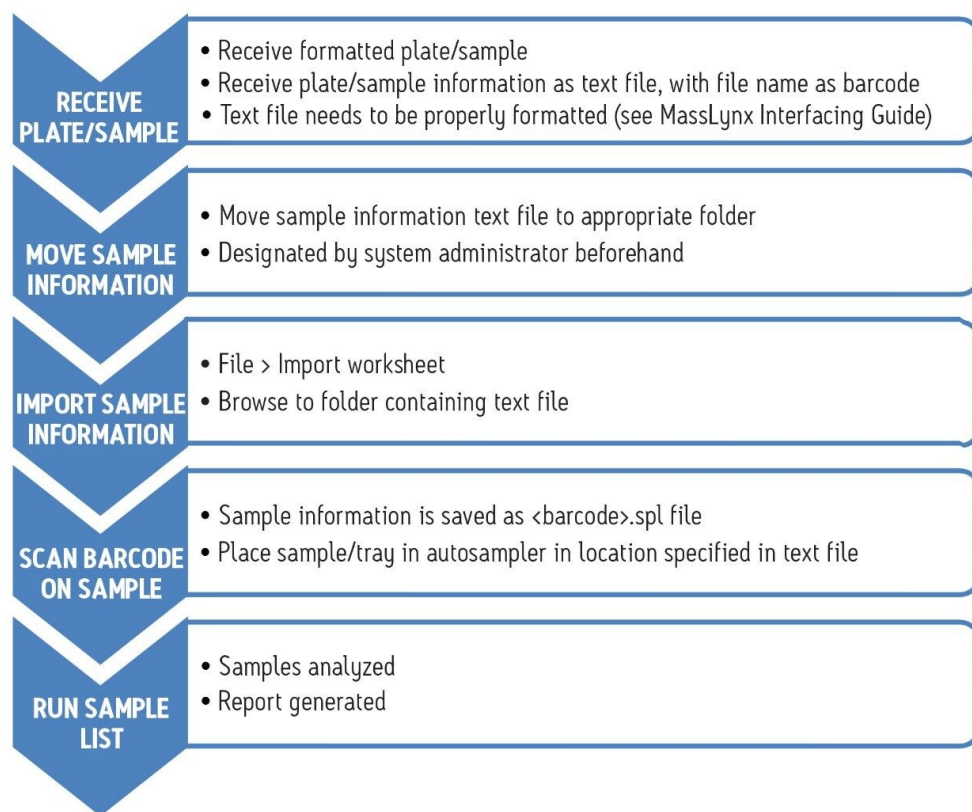 RECEIVE
PLATE/SAMPLE
• Receive formatted plate/sample
• Receive plate/sample information as text file, with file name as barcode
• Text file needs to be properly formatted (see MassLynx Interfacing Guide)
MOVE SAMPLE
INFORMATION
• Move sample information text file to appropriate folder
• Designated by system administrator beforehand
IMPORT SAMPLE
INFORMATION
• File > Import worksheet
• Browse to folder containing text file
SCAN BARCODE
ON SAMPLE
• Sample information is saved as <barcode>.spl file
• Place sample/tray in autosampler in location specified in text file
RUN SAMPLE
LIST
• Samples analyzed
• Report generated